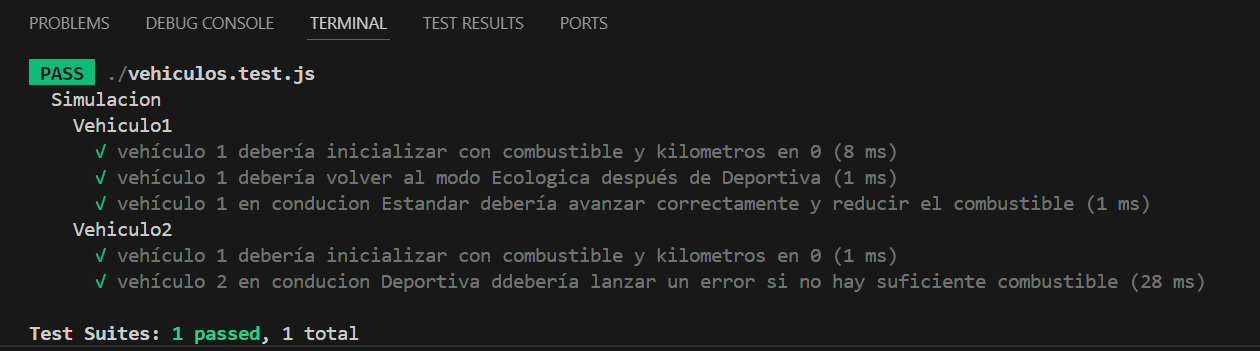 PROBLEMS DEBUG CONSOLE TERMINAL TEST RESULTS PORTS
PASS ./vehiculos.test.js
Simulacion
Vehiculo1
√ vehículo 1 debería inicializar con combustible y kilometros en 0 (8 ms)
√ vehículo 1 debería volver al modo Ecologica después de Deportiva (1 ms)
√ vehículo 1 en conducion Estandar debería avanzar correctamente y reducir el combustible (1 ms)
Vehiculo2
√ vehículo 1 debería inicializar con combustible y kilometros en 0 (1 ms)
√ vehículo 2 en conducion Deportiva ddebería lanzar un error si no hay suficiente combustible (28 ms)
Test Suites: 1 passed, 1 total